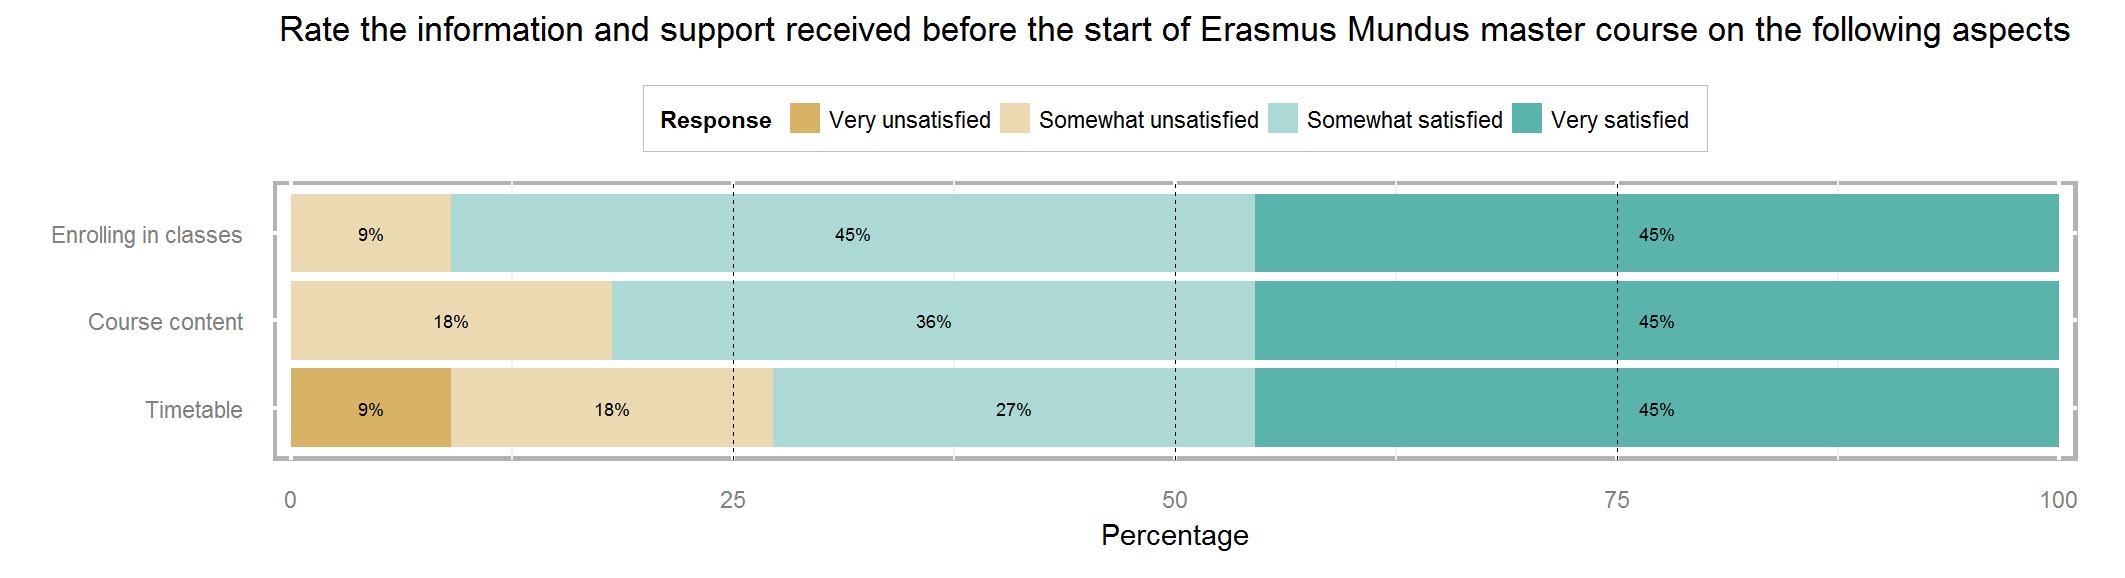 Rate the information and support received before the start of Erasmus Mundus master course on the following aspects
Response Very unsatisfied Somewhat unsatisfied Somewhat satisfied Very satisfied
Enrolling in classes 9% 45% 45%
Course content 18% 36% 45%
Timetable 9% 18% 27% 45%
0 25 50 75 100
Percentage